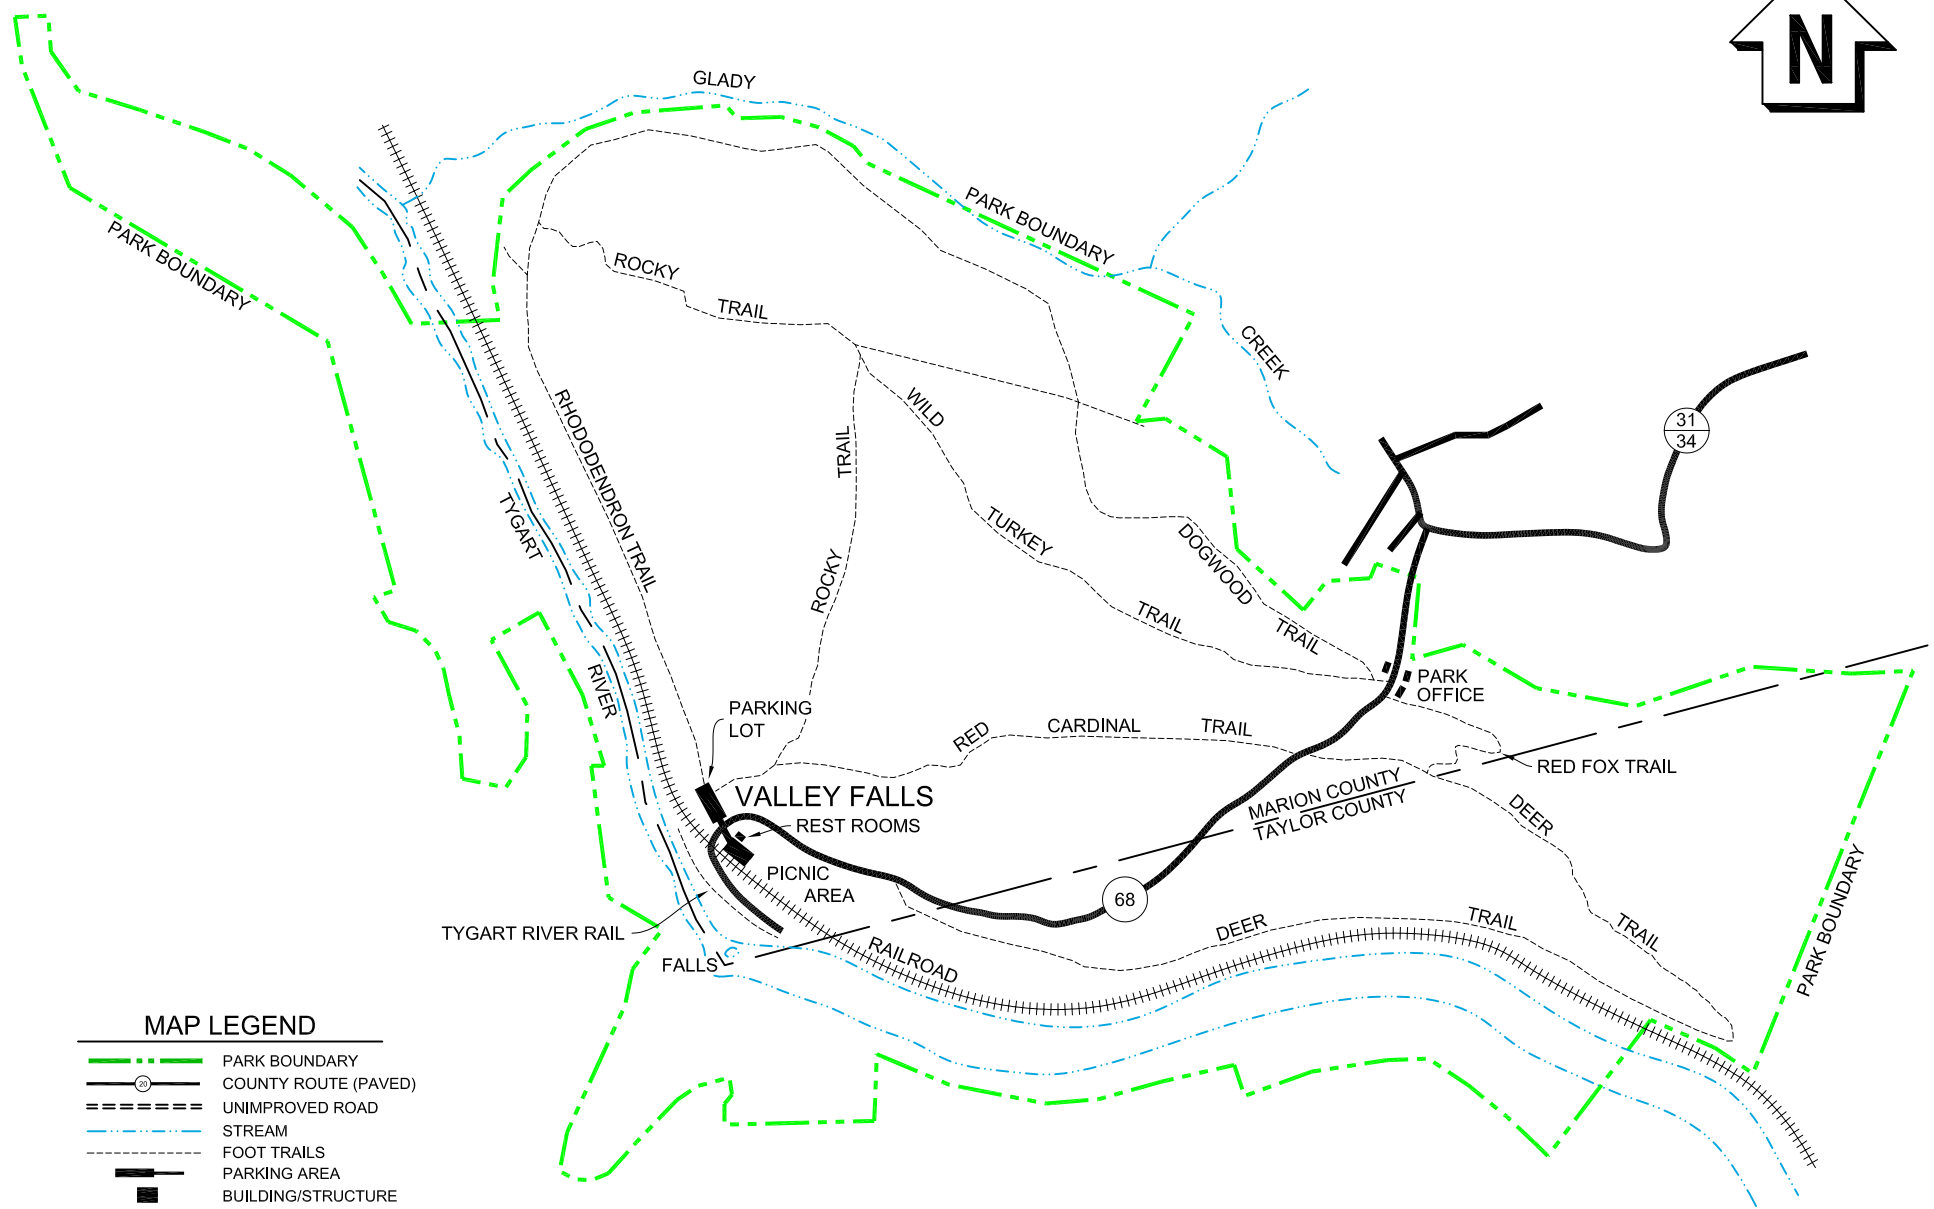 N
GLADY
PARK BOUNDARY
PARK BOUNDARY
ROCKY
TRAIL
CREEK
31
34
RHODODENDRON TRAIL
WILD
TRAIL
TYGART
TURKEY
DOGWOOD
ROCKY
TRAIL
TRAIL
RIVER
PARK
OFFICE
PARKING
LOT
RED
CARDINAL
TRAIL
RED FOX TRAIL
VALLEY FALLS
REST ROOMS
MARION COUNTY
TAYLOR COUNTY
DEER
PICNIC
AREA
68
PARK BOUNDARY
TYGART RIVER RAIL
DEER
TRAIL
TRAIL
FALLS
RAILROAD
MAP LEGEND
PARK BOUNDARY
20
COUNTY ROUTE (PAVED)
UNIMPROVED ROAD
STREAM
FOOT TRAILS
PARKING AREA
BUILDING/STRUCTURE